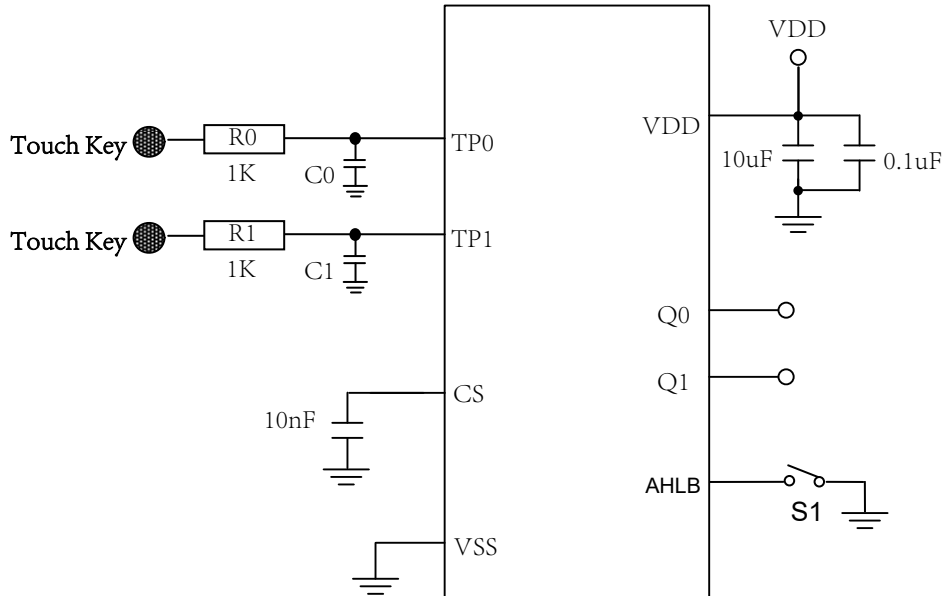 VDD
VDD
10uF
0.1uF
Touch Key
R0
1K
C0
TP0
Touch Key
R1
1K
C1
TP1
Q0
Q1
10nF
CS
AHLB
S1
VSS